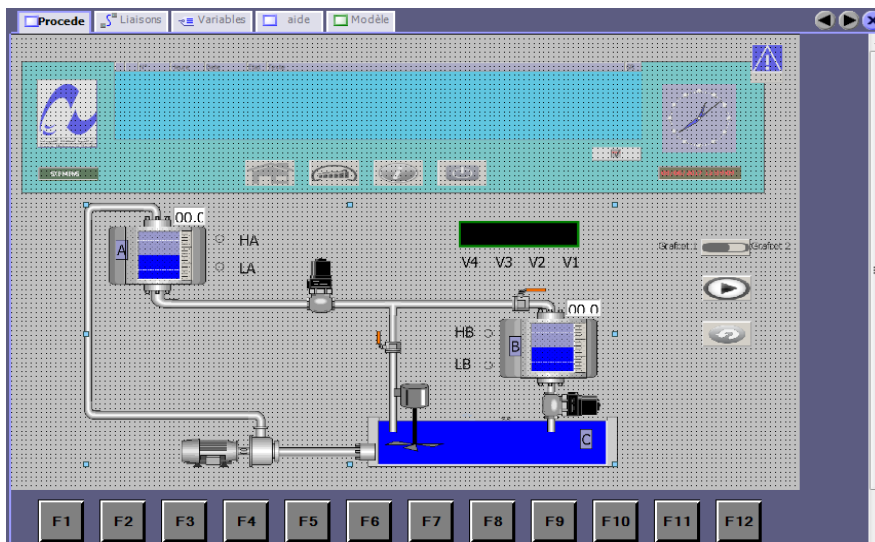 Procede Liaisons Variables aide Modèle
SIEMENS
00.0
A HA
LA
V4 V3 V2 V1
Grafcet 1 Grafcet 2
00.0
HB
B
LB
C
F1 F2 F3 F4 F5 F6 F7 F8 F9 F10 F11 F12